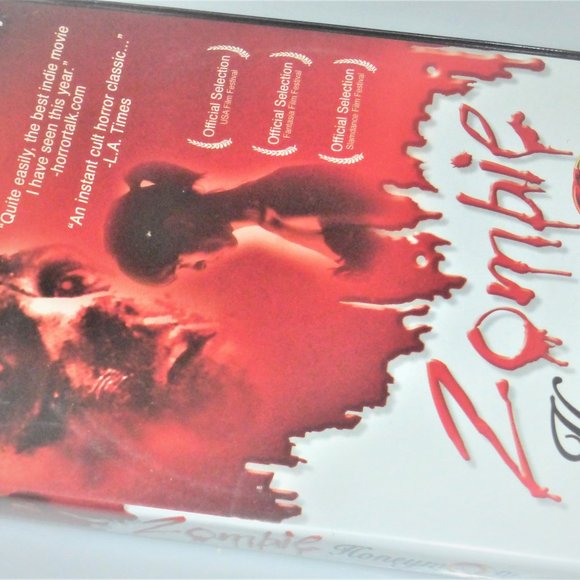 "Quite easily, the best indie movie
I have seen this year."
-horrortalk.com
"An instant cult horror classic..."
-L.A. Times
Official Selection
USA Film Festival
Official Selection
Fantasia Film Festival
Official Selection
Slamdance Film Festival
Zombie
H
Zombie Honeym